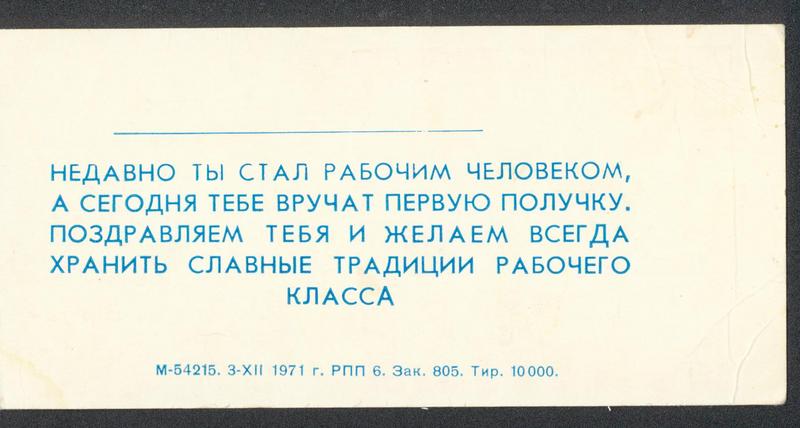 НЕДАВНО ТЫ СТАЛ РАБОЧИМ ЧЕЛОВЕКОМ,
А СЕГОДНЯ ТЕБЕ ВРУЧАТ ПЕРВУЮ ПОЛУЧКУ.
ПОЗДРАВЛЯЕМ ТЕБЯ И ЖЕЛАЕМ ВСЕГДА
ХРАНИТЬ СЛАВНЫЕ ТРАДИЦИИ РАБОЧЕГО
КЛАССА
М-54215. 3-XII 1971 г. РПП 6. Зак. 805. Тир. 10000.